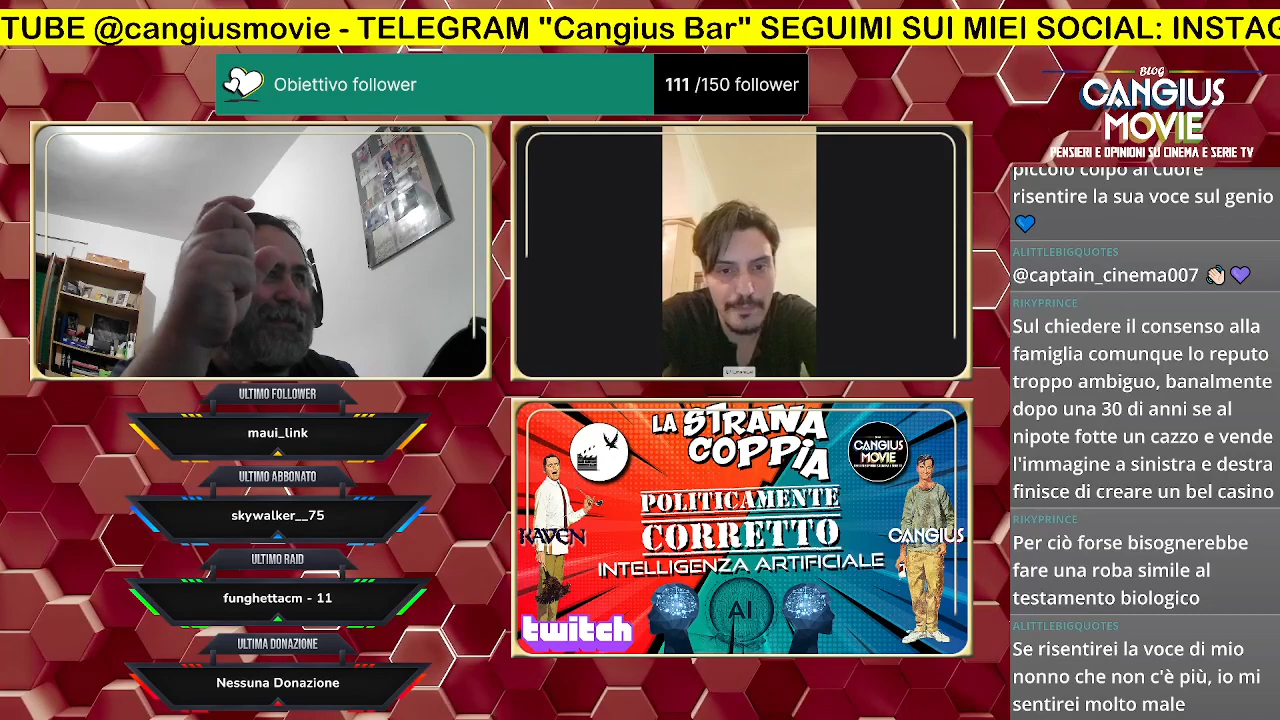 TUBE @cangiusmovie - TELEGRAM "Cangius Bar" SEGUIMI SUI MIEI SOCIAL: INSTAG
Obiettivo follower
111 /150 follower
BLOG
CANGIUS
MOVIE
PENSIERI E OPINIONI SU CINEMA E SERIE TV
piccolo colpo al cuore
risentire la sua voce sul genio
💙
ALITTLEBIGQUOTES
@captain_cinema007 👏🏻 💜
RIKYPRINCE
Sul chiedere il consenso alla
famiglia comunque lo reputo
troppo ambiguo, banalmente
dopo una 30 di anni se al
nipote fotte un cazzo e vende
l'immagine a sinistra e destra
finisce di creare un bel casino
RIKYPRINCE
Per ciò forse bisognerebbe
fare una roba simile al
testamento biologico
ALITTLEBIGQUOTES
Se risentirei la voce di mio
nonno che non c'è più, io mi
sentirei molto male
ULTIMO FOLLOWER
maui_link
ULTIMO ABBONATO
skywalker__75
ULTIMO RAID
funghettacm - 11
ULTIMA DONAZIONE
Nessuna Donazione
LA STRANA
COPPIA
CANGIUS
MOVIE
POLITICAMENTE
CORRETTO
INTELLIGENZA ARTIFICIALE
KAVEN
CANGIUS
AI
twitch